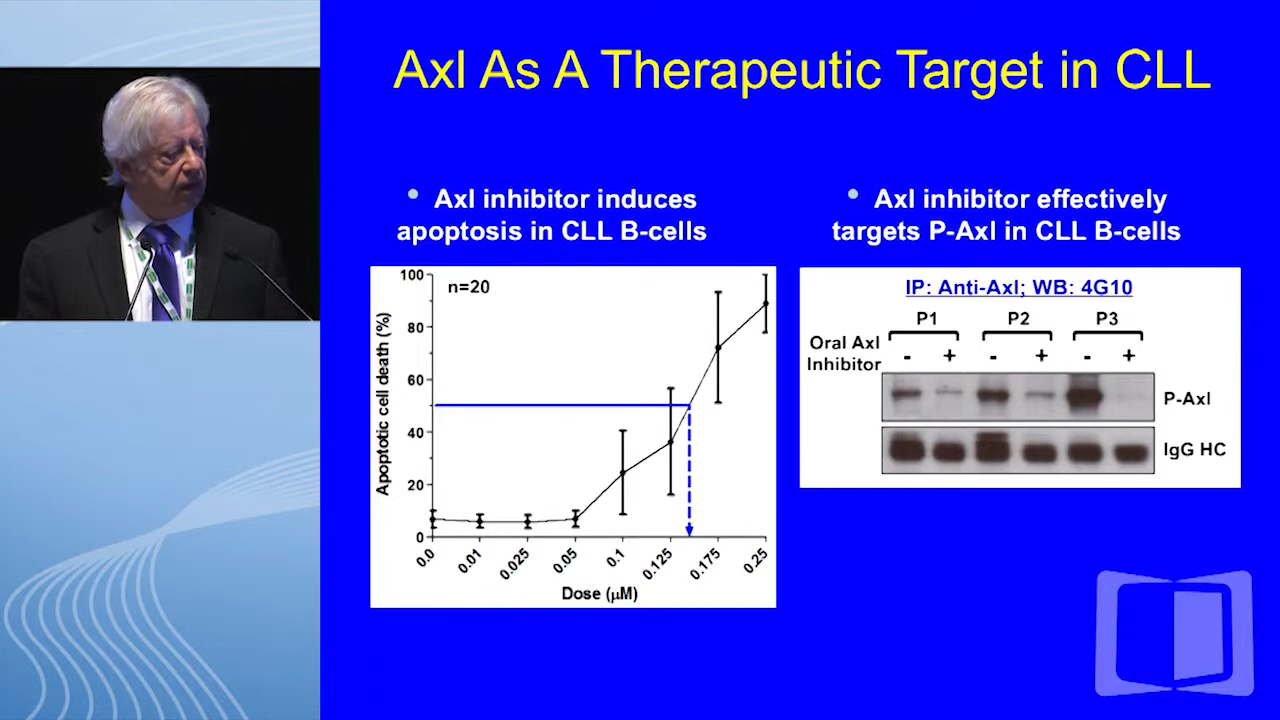 Axl As A Therapeutic Target in CLL
• Axl inhibitor induces
apoptosis in CLL B-cells
• Axl inhibitor effectively
targets P-Axl in CLL B-cells
n=20
Apoptotic cell death (%)
100
80
60
40
20
0
0.0
0.01
0.025
0.05
0.1
0.125
0.175
0.25
Dose (μM)
IP: Anti-Axl; WB: 4G10
P1
P2
P3
Oral Axl
Inhibitor
- + - + - +
P-Axl
IgG HC